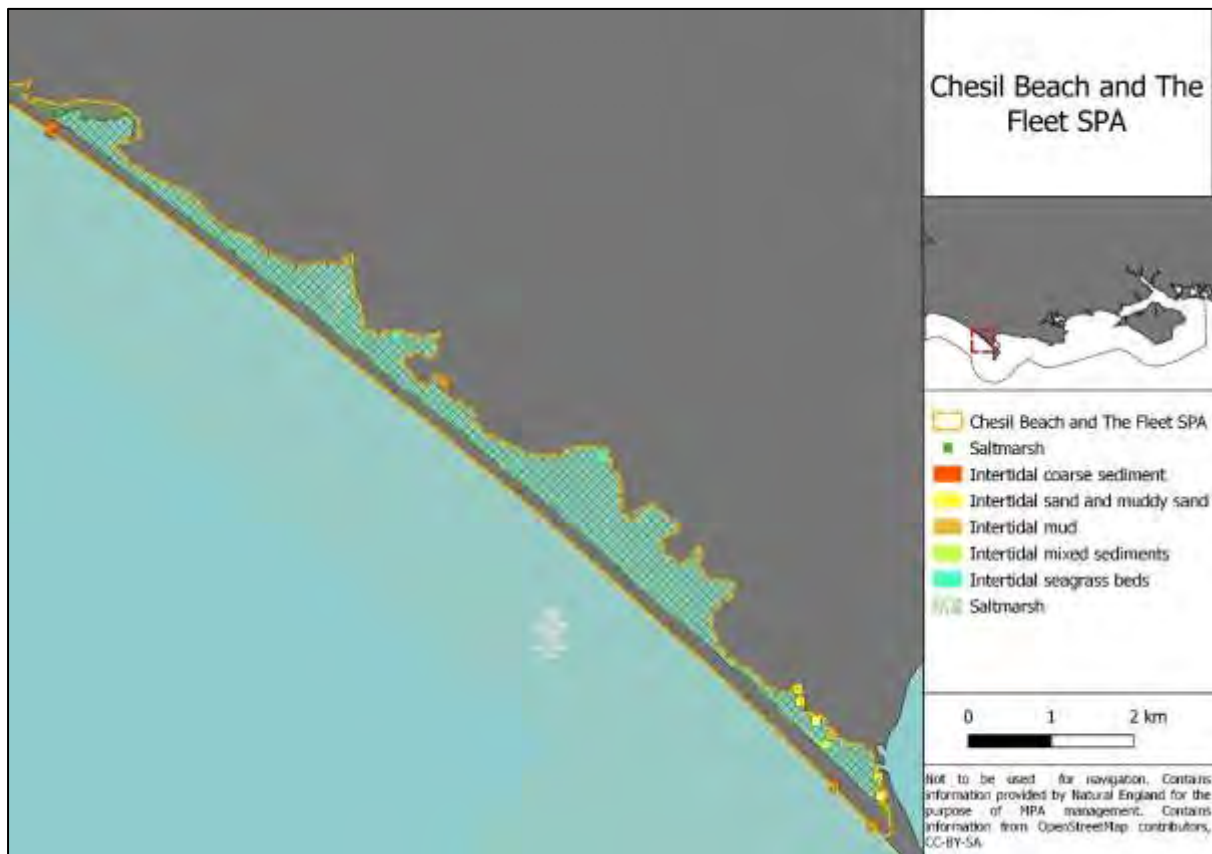 Chesil Beach and The
Fleet SPA
Chesil Beach and The Fleet SPA
Saltmarsh
Intertidal coarse sediment
Intertidal sand and muddy sand
Intertidal mud
Intertidal mixed sediments
Intertidal seagrass beds
Saltmarsh
0 1 2 km
Not to be used for navigation. Contains
information provided by Natural England for the
purpose of MPA management. Contains
information from OpenStreetMap contributors,
CC-BY-SA